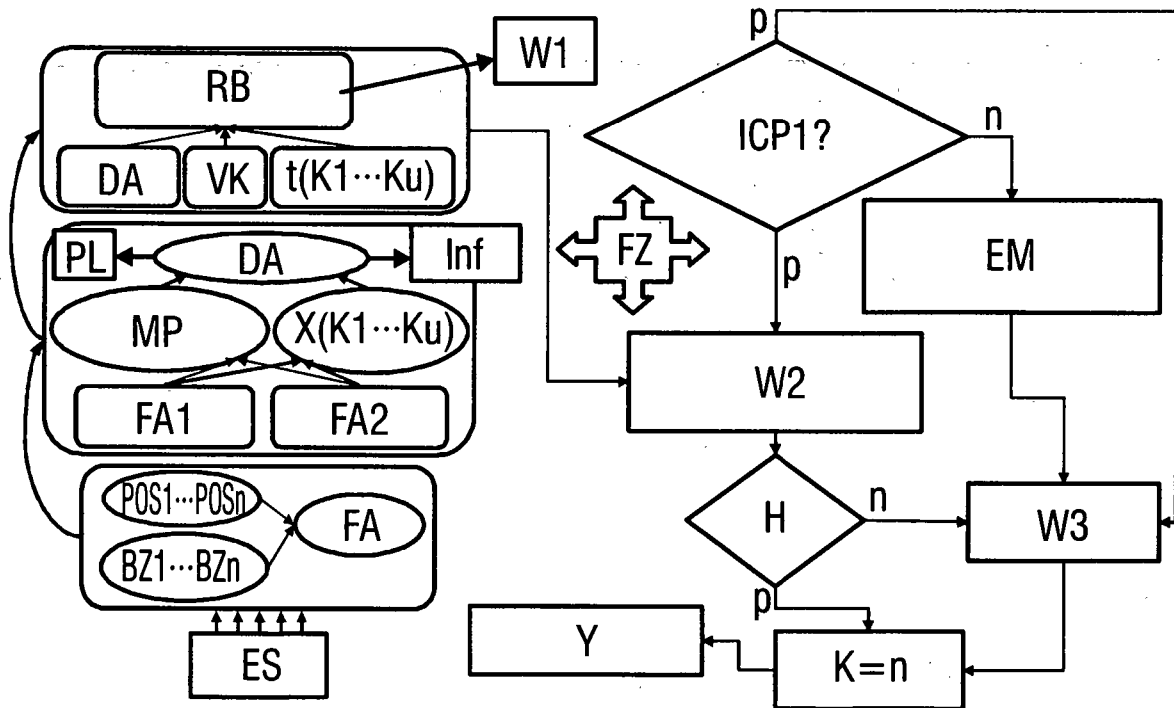 p
W1
RB
ICP1?
n
DA
VK
t(K1···Ku)
FZ
PL
DA
Inf
EM
p
MP
X(K1···Ku)
W2
FA1
FA2
POS1···POSn
FA
H
n
W3
BZ1···BZn
p
Y
K=n
ES